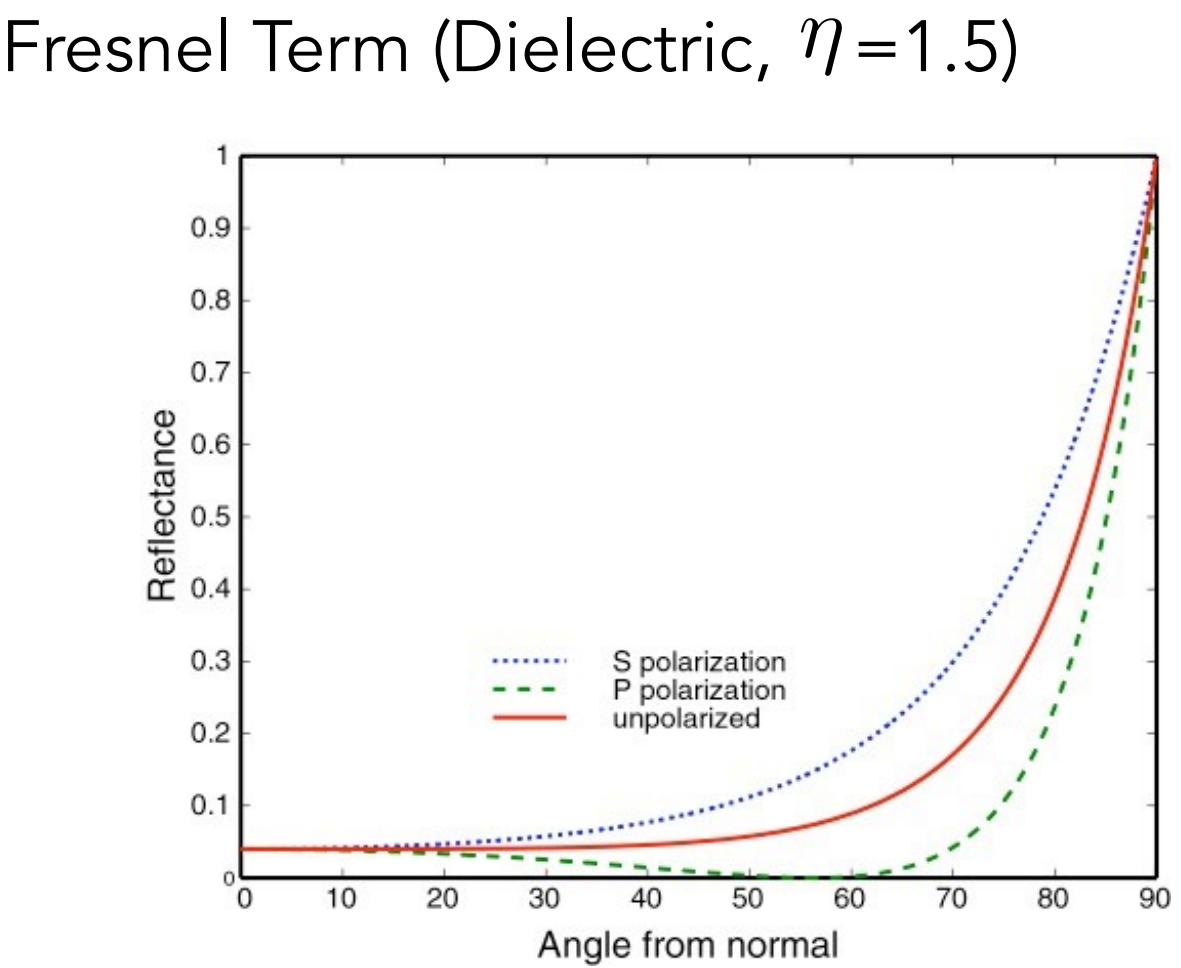 Fresnel Term (Dielectric, η=1.5)
1
0.9
0.8
0.7
0.6
0.5
0.4
0.3
0.2
0.1
0
Reflectance
S polarization
P polarization
unpolarized
0 10 20 30 40 50 60 70 80 90
Angle from normal